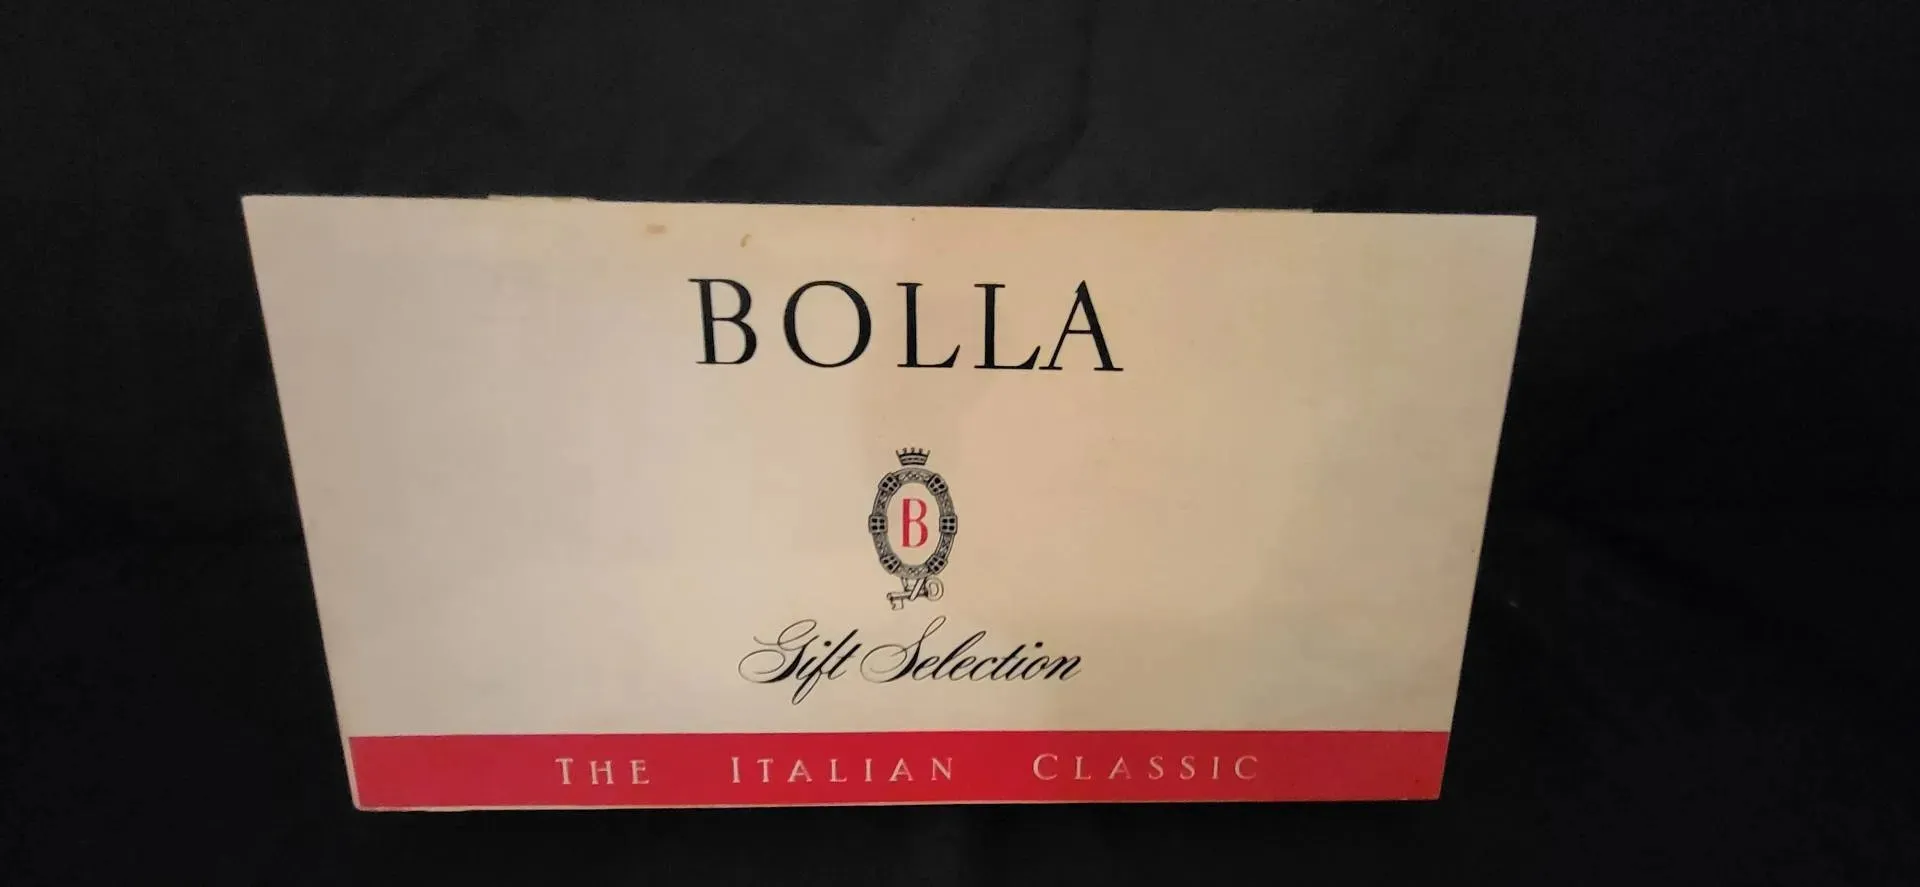 BOLLA
B
Gift Selection
THE ITALIAN CLASSIC